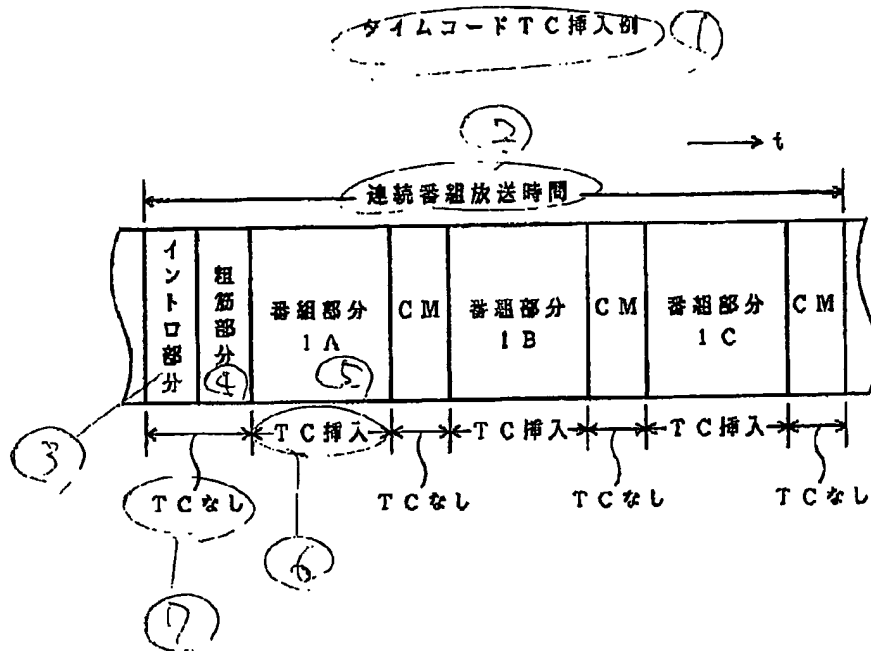 タイムコードTC挿入例 ①
②
t
連続番組放送時間
イントロ部分
粗筋部分
④
番組部分
1A
⑤
CM
番組部分
1B
CM
番組部分
1C
CM
③
TC挿入
TC挿入
TC挿入
TCなし
TCなし
TCなし
TCなし
⑥
⑦